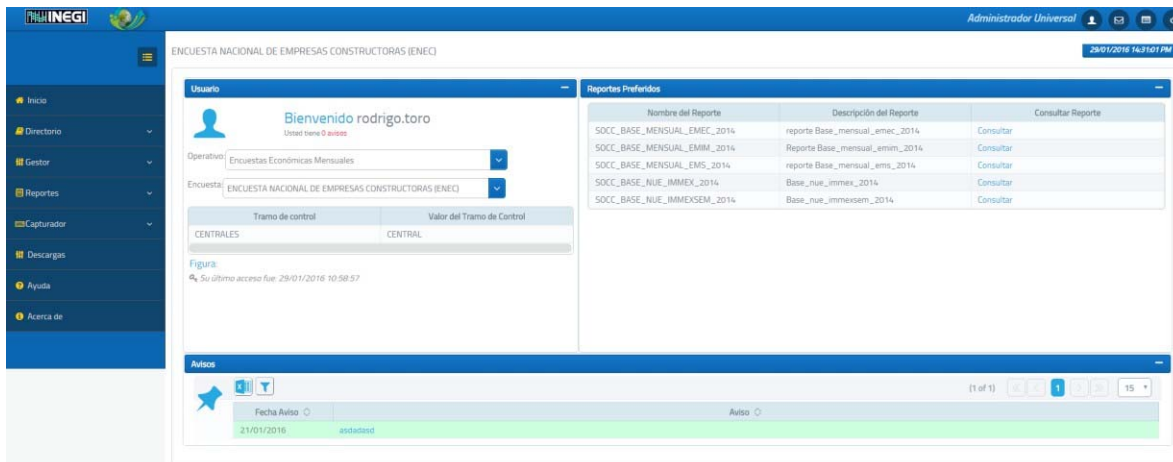 INEGI
Administrador Universal
ENCUESTA NACIONAL DE EMPRESAS CONSTRUCTORAS (ENEC)
29/01/2016 14:31:01 PM
Inicio
Directorio
Gestor
Reportes
Capturador
Descargas
Ayuda
Acerca de
Usuario
Bienvenido rodrigo.toro
Usted tiene 0 avisos
Operativo: Encuestas Económicas Mensuales
Encuesta: ENCUESTA NACIONAL DE EMPRESAS CONSTRUCTORAS (ENEC)
Tramo de control Valor del Tramo de Control
CENTRALES CENTRAL
Figura:
Su último acceso fue: 29/01/2016 10:58:57
Reportes Preferidos
Nombre del Reporte Descripción del Reporte Consultar Reporte
SOCC_BASE_MENSUAL_EMEC_2014 reporte Base_mensual_emec_2014 Consultar
SOCC_BASE_MENSUAL_EMIM_2014 Reporte Base_mensual_emim_2014 Consultar
SOCC_BASE_MENSUAL_EMS_2014 reporte Base_mensual_ems_2014 Consultar
SOCC_BASE_NUE_IMMEX_2014 Base_nue_immex_2014 Consultar
SOCC_BASE_NUE_IMMEXSEM_2014 Base_nue_immexsem_2014 Consultar
Avisos
(1 of 1) 1 15
Fecha Aviso Aviso
21/01/2016 asdadasd